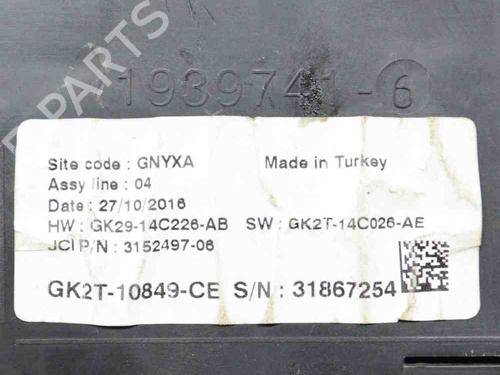 1939741-6
Site code : GNYXA
Made in Turkey
Assy line : 04
Date : 27/10/2016
HW : GK29-14C226-AB SW : GK2T-14C026-AE
JCI P/N : 3152497-06
GK2T-10849-CE S/N : 31867254
PARTS